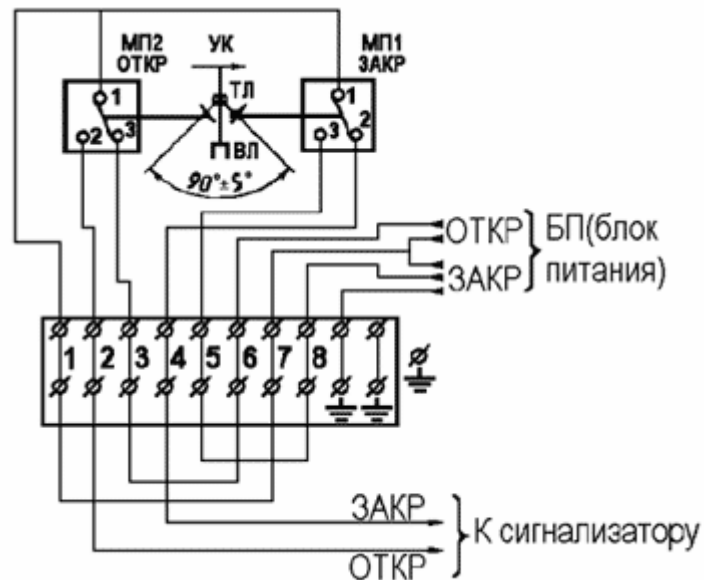 МП2
ОТКР
УК
МП1
ЗАКР
ТЛ
1
2 3
1
3 2
ВЛ
90°±5°
ОТКР
ЗАКР
БП(блок
питания)
1 2 3 4 5 6 7 8
ЗАКР
ОТКР
К сигнализатору